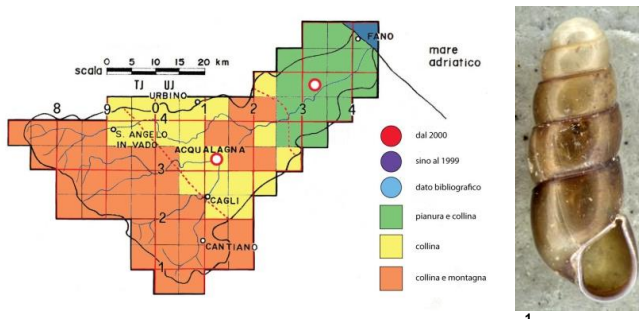 FANO
mare
adriatico
0 10 20 km
scala
TJ UJ
URBINO
8 9 0 1 2 3 4
4
S. ANGELO
IN VADO
ACQUALAGNA
3
CAGLI
2
CANTIANO
1
dal 2000
sino al 1999
dato bibliografico
pianura e collina
collina
collina e montagna
1